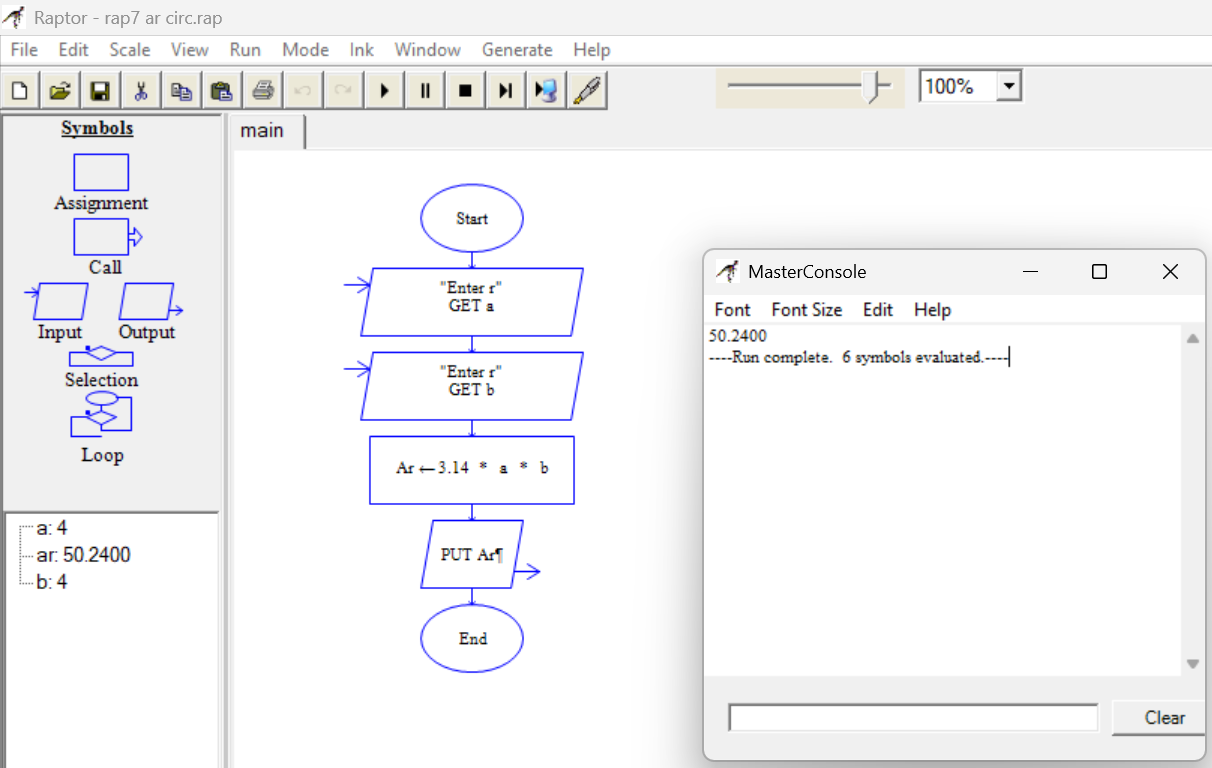 Raptor - rap7 ar circ.rap
File Edit Scale View Run Mode Ink Window Generate Help
100%
Symbols
Assignment
Call
Input Output
Selection
Loop
a: 4
ar: 50.2400
b: 4
main
Start
"Enter r"
GET a
"Enter r"
GET b
Ar ←3.14 * a * b
PUT Ar¶
End
MasterConsole
Font Font Size Edit Help
50.2400
----Run complete. 6 symbols evaluated.----
Clear